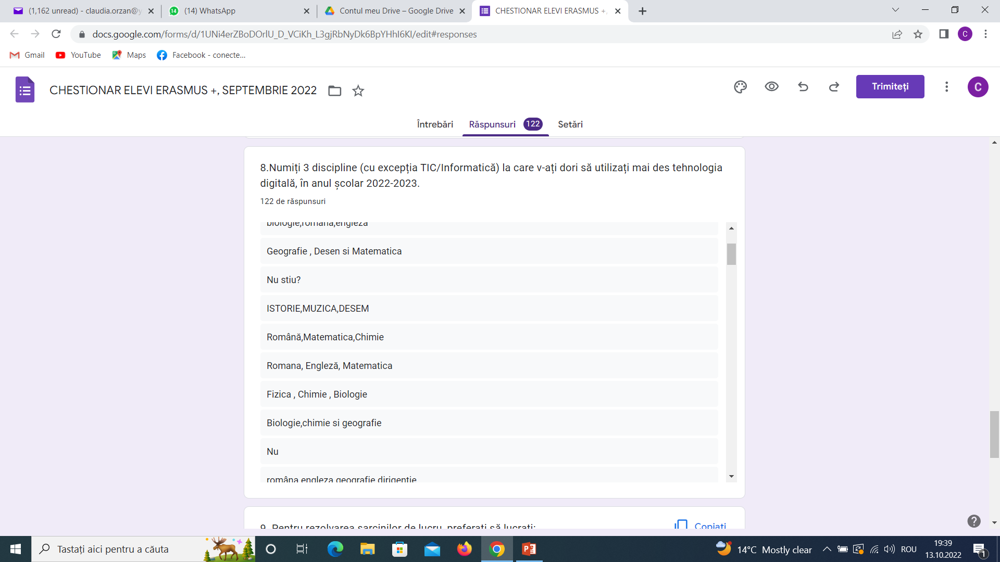 (1,162 unread) - claudia.orzan@y
14 (14) WhatsApp
Contul meu Drive – Google Drive
CHESTIONAR ELEVI ERASMUS +,
docs.google.com/forms/d/1UNi4erZBoDOrlU_D_VCiKh_L3gjRbNyDk6BpYHhI6KI/edit#responses
C
Gmail YouTube Maps Facebook - conecte...
CHESTIONAR ELEVI ERASMUS +, SEPTEMBRIE 2022
Trimiteți
C
Întrebări Răspunsuri 122 Setări
8.Numiți 3 discipline (cu excepția TIC/Informatică) la care v-ați dori să utilizați mai des tehnologia
digitală, în anul școlar 2022-2023.
122 de răspunsuri
biologie,romana,engleza
Geografie , Desen si Matematica
Nu stiu?
ISTORIE,MUZICA,DESEM
Română,Matematica,Chimie
Romana, Engleză, Matematica
Fizica , Chimie , Biologie
Biologie,chimie si geografie
Nu
româna engleza geografie dirigentie
9. Pentru rezolvarea sarcinilor de lucru, preferați să lucrați:
Copiați
Tastați aici pentru a căuta
14°C Mostly clear
ROU
19:39
13.10.2022
1